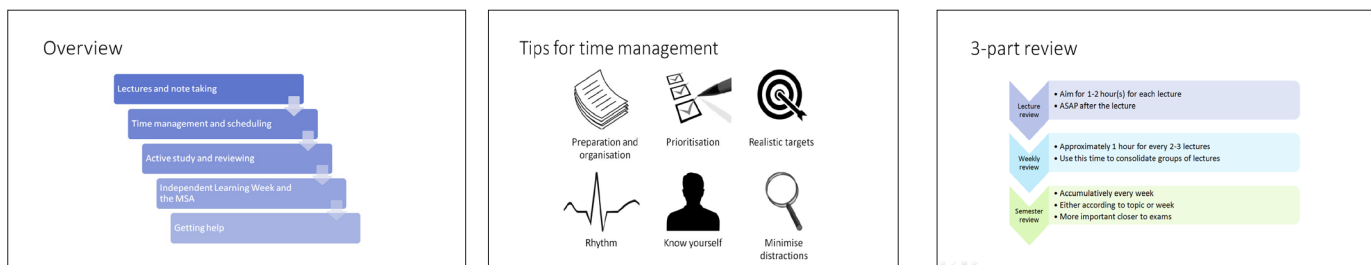 Overview
Lectures and note taking
Time management and scheduling
Active study and reviewing
Independent Learning Week and
the MSA
Getting help
Tips for time management
Preparation and
organisation
Prioritisation
Realistic targets
Rhythm
Know yourself
Minimise
distractions
3-part review
Lecture
review
• Aim for 1-2 hour(s) for each lecture
• ASAP after the lecture
Weekly
review
• Approximately 1 hour for every 2-3 lectures
• Use this time to consolidate groups of lectures
Semester
review
• Accumulatively every week
• Either according to topic or week
• More important closer to exams